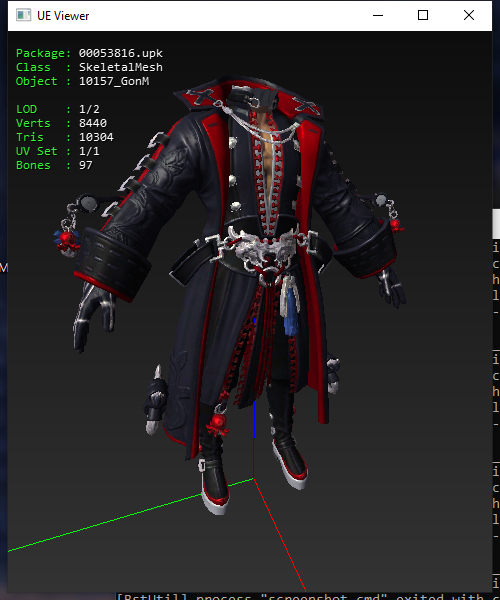 UE Viewer
Package: 00053816.upk
Class  : SkeletalMesh
Object : 10157_GonM
LOD    : 1/2
Verts  : 8440
Tris   : 10304
UV Set : 1/1
Bones  : 97
M
i
c
h
l
-
i
c
h
l
-
i
c
h
l
-
i
[BstUtil] process "screenshot.cmd" exited with c